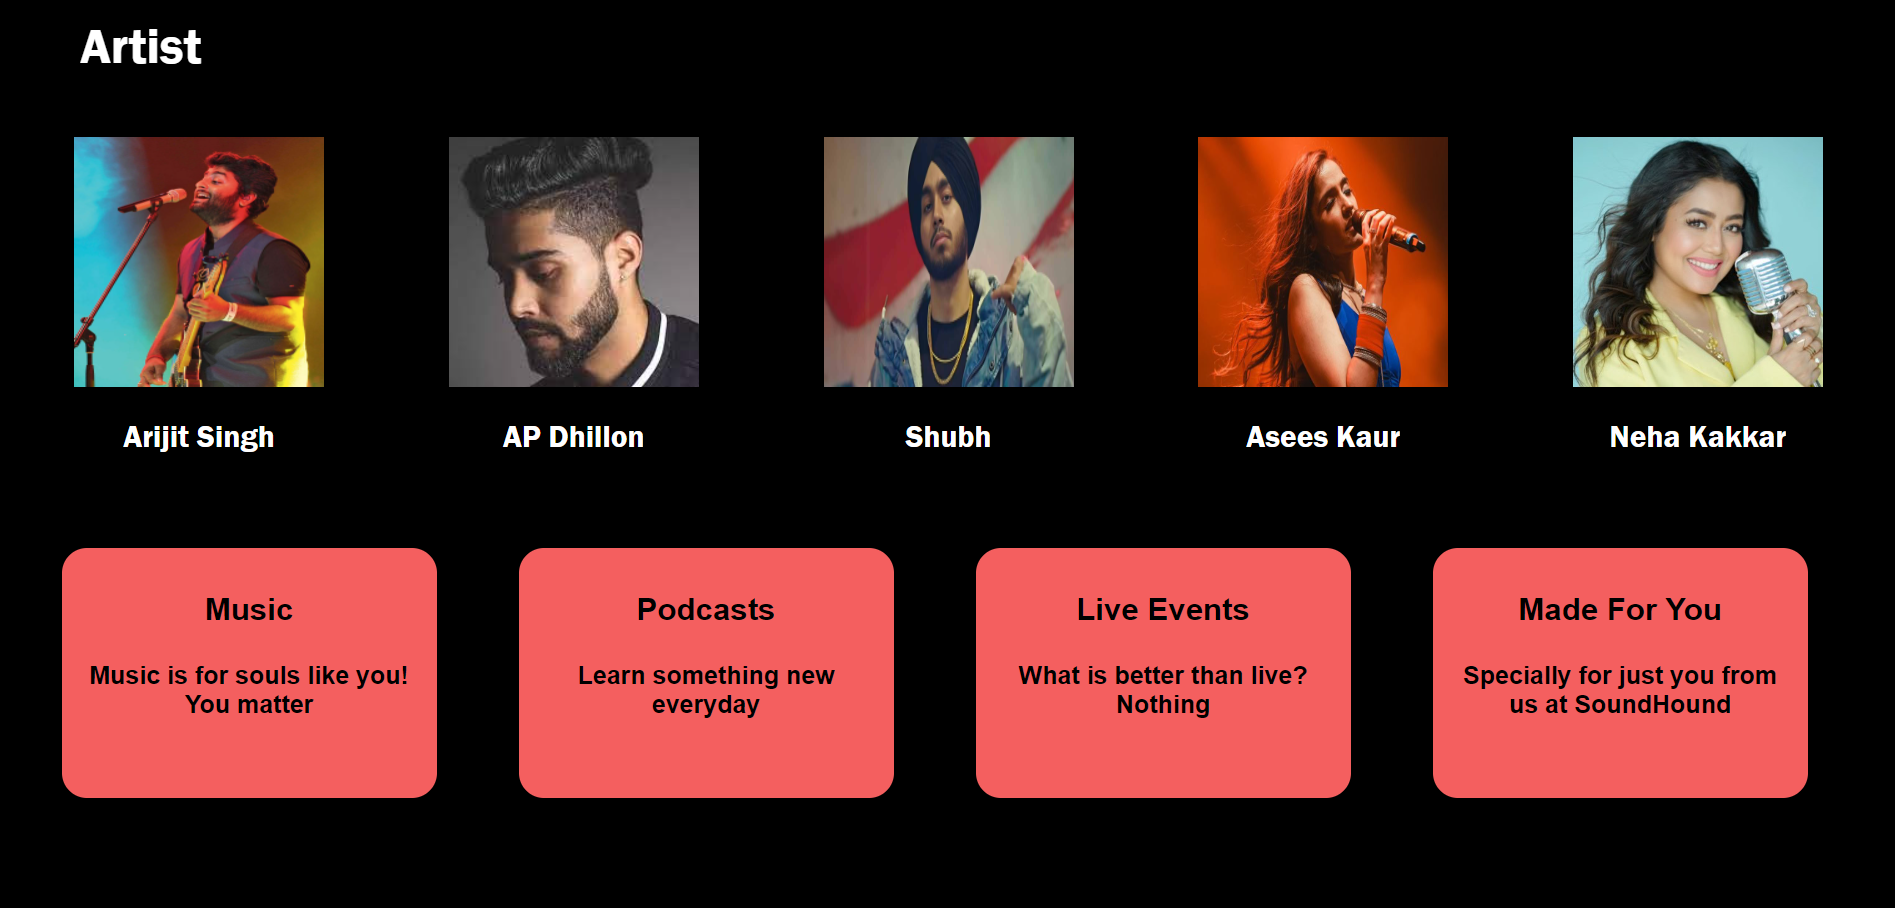 Artist
Arijit Singh
AP Dhillon
Shubh
Asees Kaur
Neha Kakkar
Music
Music is for souls like you!
You matter
Podcasts
Learn something new
everyday
Live Events
What is better than live?
Nothing
Made For You
Specially for just you from
us at SoundHound